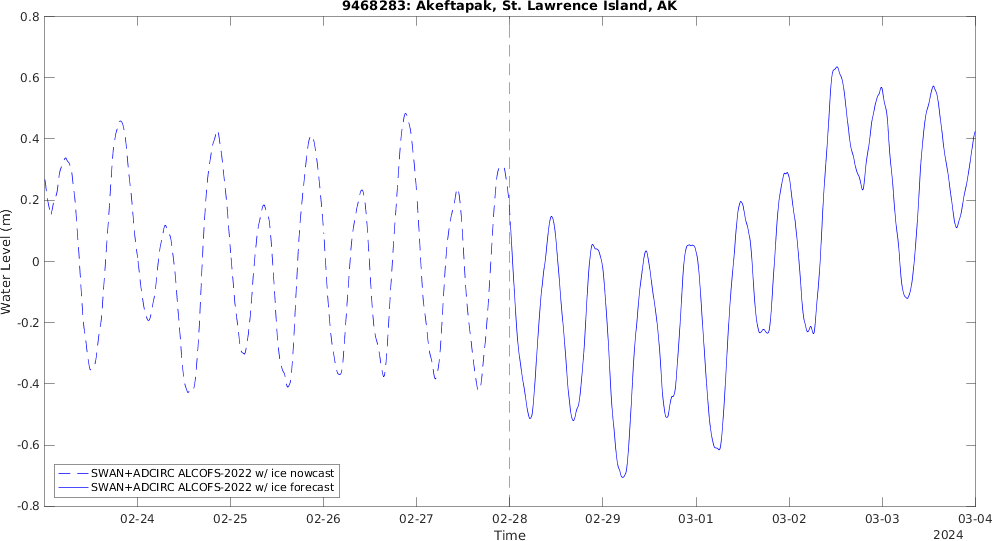 9468283: Akeftapak, St. Lawrence Island, AK
0.8
0.6
0.4
0.2
0
-0.2
-0.4
-0.6
-0.8
Water Level (m)
SWAN+ADCIRC ALCOFS-2022 w/ ice nowcast
SWAN+ADCIRC ALCOFS-2022 w/ ice forecast
02-24 02-25 02-26 02-27 02-28 02-29 03-01 03-02 03-03 03-04
Time
2024